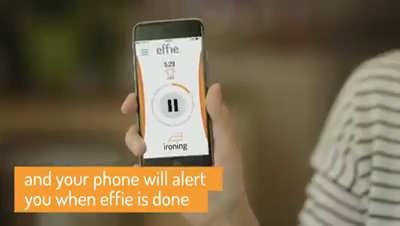 effie
5:29
ironing
and your phone will alert
you when effie is done